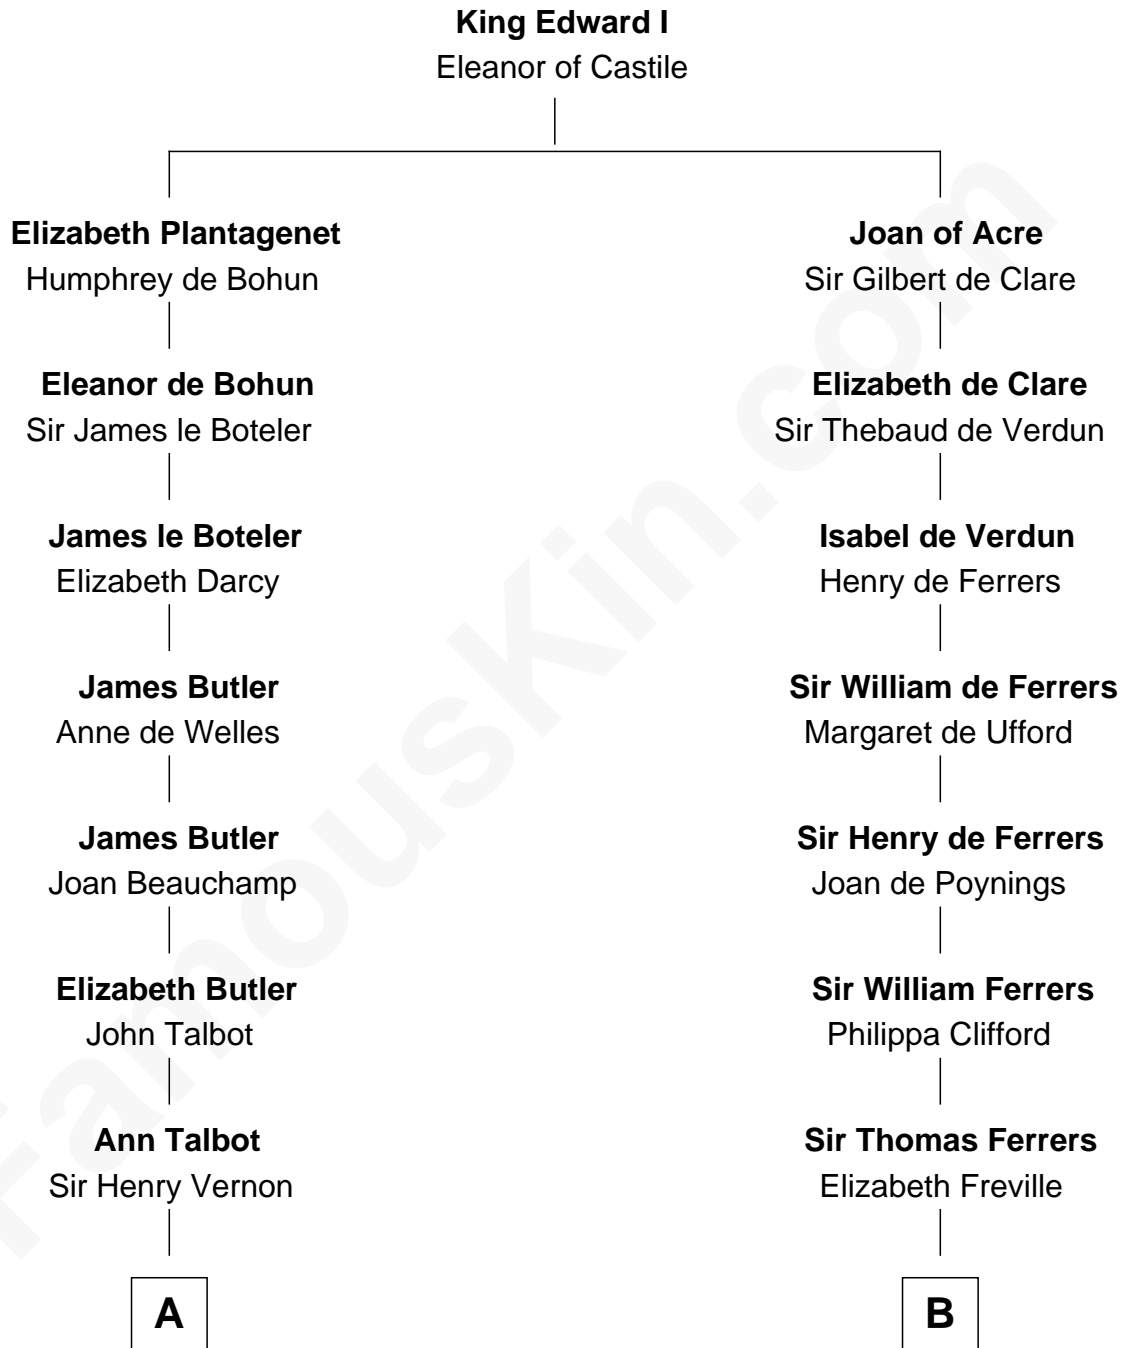 King Edward I
Eleanor of Castile
Elizabeth Plantagenet
Humphrey de Bohun
Joan of Acre
Sir Gilbert de Clare
Eleanor de Bohun
Sir James le Boteler
Elizabeth de Clare
Sir Thebaud de Verdun
James le Boteler
Elizabeth Darcy
Isabel de Verdun
Henry de Ferrers
James Butler
Anne de Welles
Sir William de Ferrers
Margaret de Ufford
James Butler
Joan Beauchamp
Sir Henry de Ferrers
Joan de Poynings
Elizabeth Butler
John Talbot
Sir William Ferrers
Philippa Clifford
Ann Talbot
Sir Henry Vernon
Sir Thomas Ferrers
Elizabeth Freville
A
B
FamousKin.com